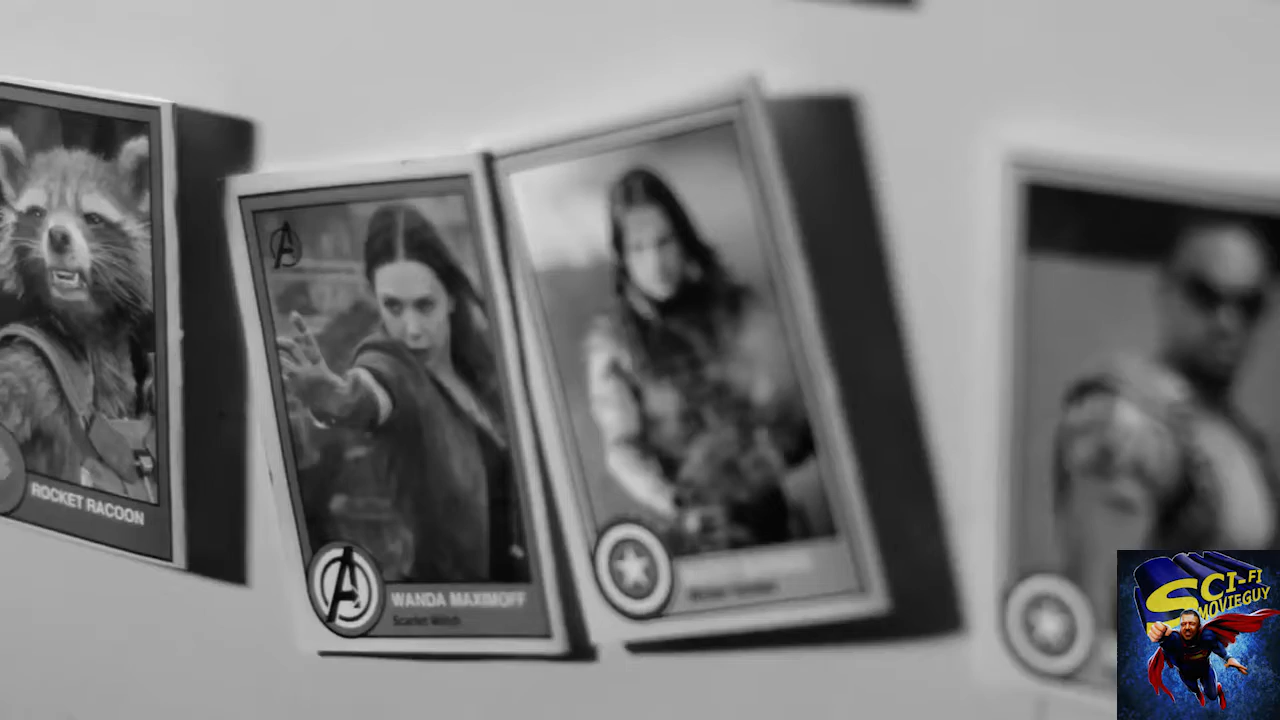 ROCKET RACOON
WANDA MAXIMOFF
Scarlet Witch
SCI-FI
MOVIEGUY